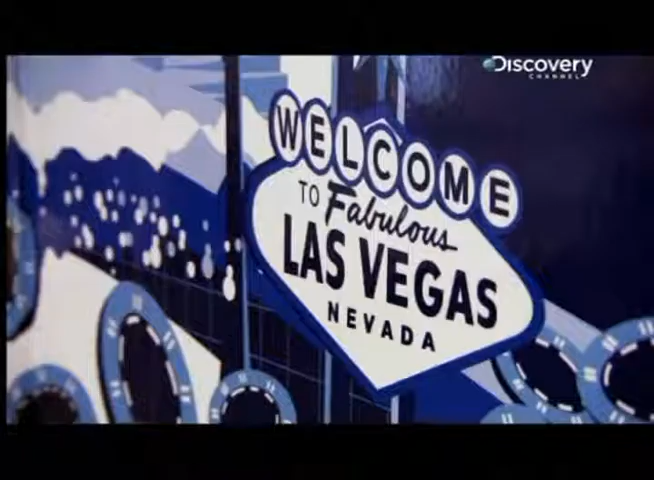 Discovery
CHANNEL
WELCOME
TO Fabulous
LAS VEGAS
NEVADA